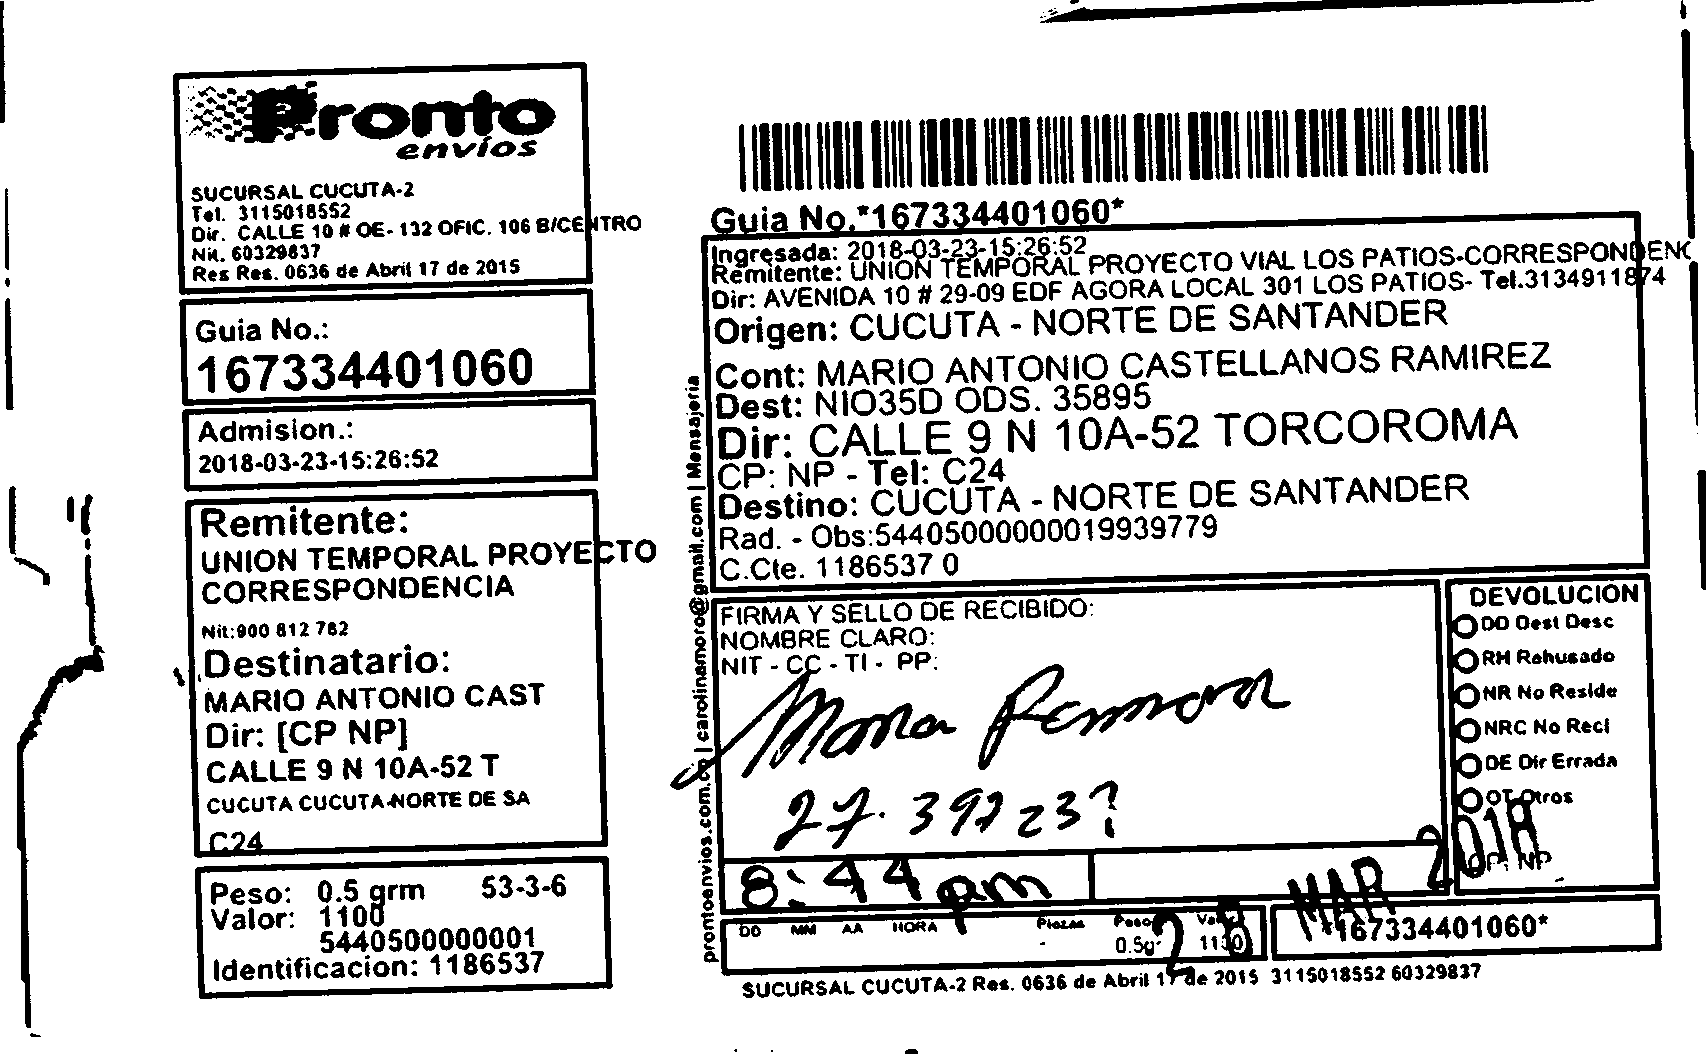 Pronto
envíos
SUCURSAL CUCUTA-2
Tel. 3115018552
Dir. CALLE 10 # OE- 132 OFIC. 106 B/CENTRO
Nit. 60329837
Res Res. 0636 de Abril 17 de 2015
Guia No.:
167334401060
Admision.:
2018-03-23-15:26:52
Remitente:
UNION TEMPORAL PROYECTO
CORRESPONDENCIA
Nit:900 812 782
Destinatario:
MARIO ANTONIO CAST
Dir: [CP NP]
CALLE 9 N 10A-52 T
CUCUTA CUCUTA-NORTE DE SA
C24
Peso: 0.5 grm 53-3-6
Valor: 1100
5440500000001
Identificacion: 1186537
prontoenvios.com.co | carolinamoro@gmail.com | Mensajeria
Guia No.*167334401060*
Ingresada: 2018-03-23-15:26:52
Remitente: UNION TEMPORAL PROYECTO VIAL LOS PATIOS-CORRESPONDENC
Dir: AVENIDA 10 # 29-09 EDF AGORA LOCAL 301 LOS PATIOS- Tel.3134911874
Origen: CUCUTA - NORTE DE SANTANDER
Cont: MARIO ANTONIO CASTELLANOS RAMIREZ
Dest: NIO35D ODS. 35895
Dir: CALLE 9 N 10A-52 TORCOROMA
CP: NP - Tel: C24
Destino: CUCUTA - NORTE DE SANTANDER
Rad. - Obs:54405000000019939779
C.Cte. 1186537 0
FIRMA Y SELLO DE RECIBIDO:
NOMBRE CLARO:
NIT - CC - TI - PP:
8:44 pm
DD MM AA HORA Piezas Peso Valor
- 0.5gr 1100
DEVOLUCION
DD Dest Desc
RH Rehusado
NR No Reside
NRC No Reci
DE Dir Errada
OT Otros
CP: NP
MAR 2018
*167334401060*
SUCURSAL CUCUTA-2 Res. 0636 de Abril 17 de 2015 3115018552 60329837